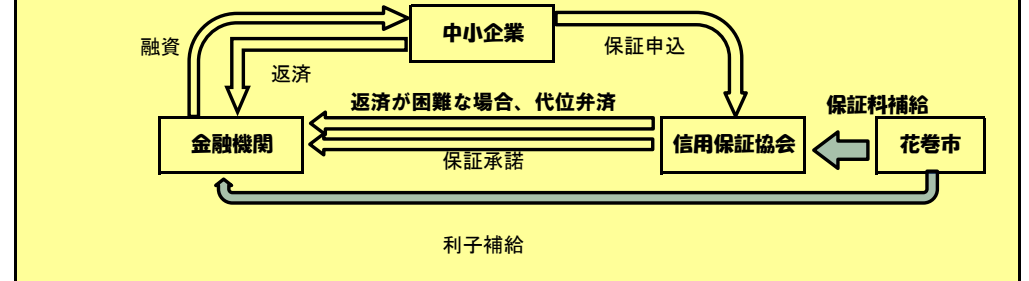 中小企業
融資
保証申込
返済
返済が困難な場合、代位弁済
保証料補給
金融機関
信用保証協会
花巻市
保証承諾
利子補給